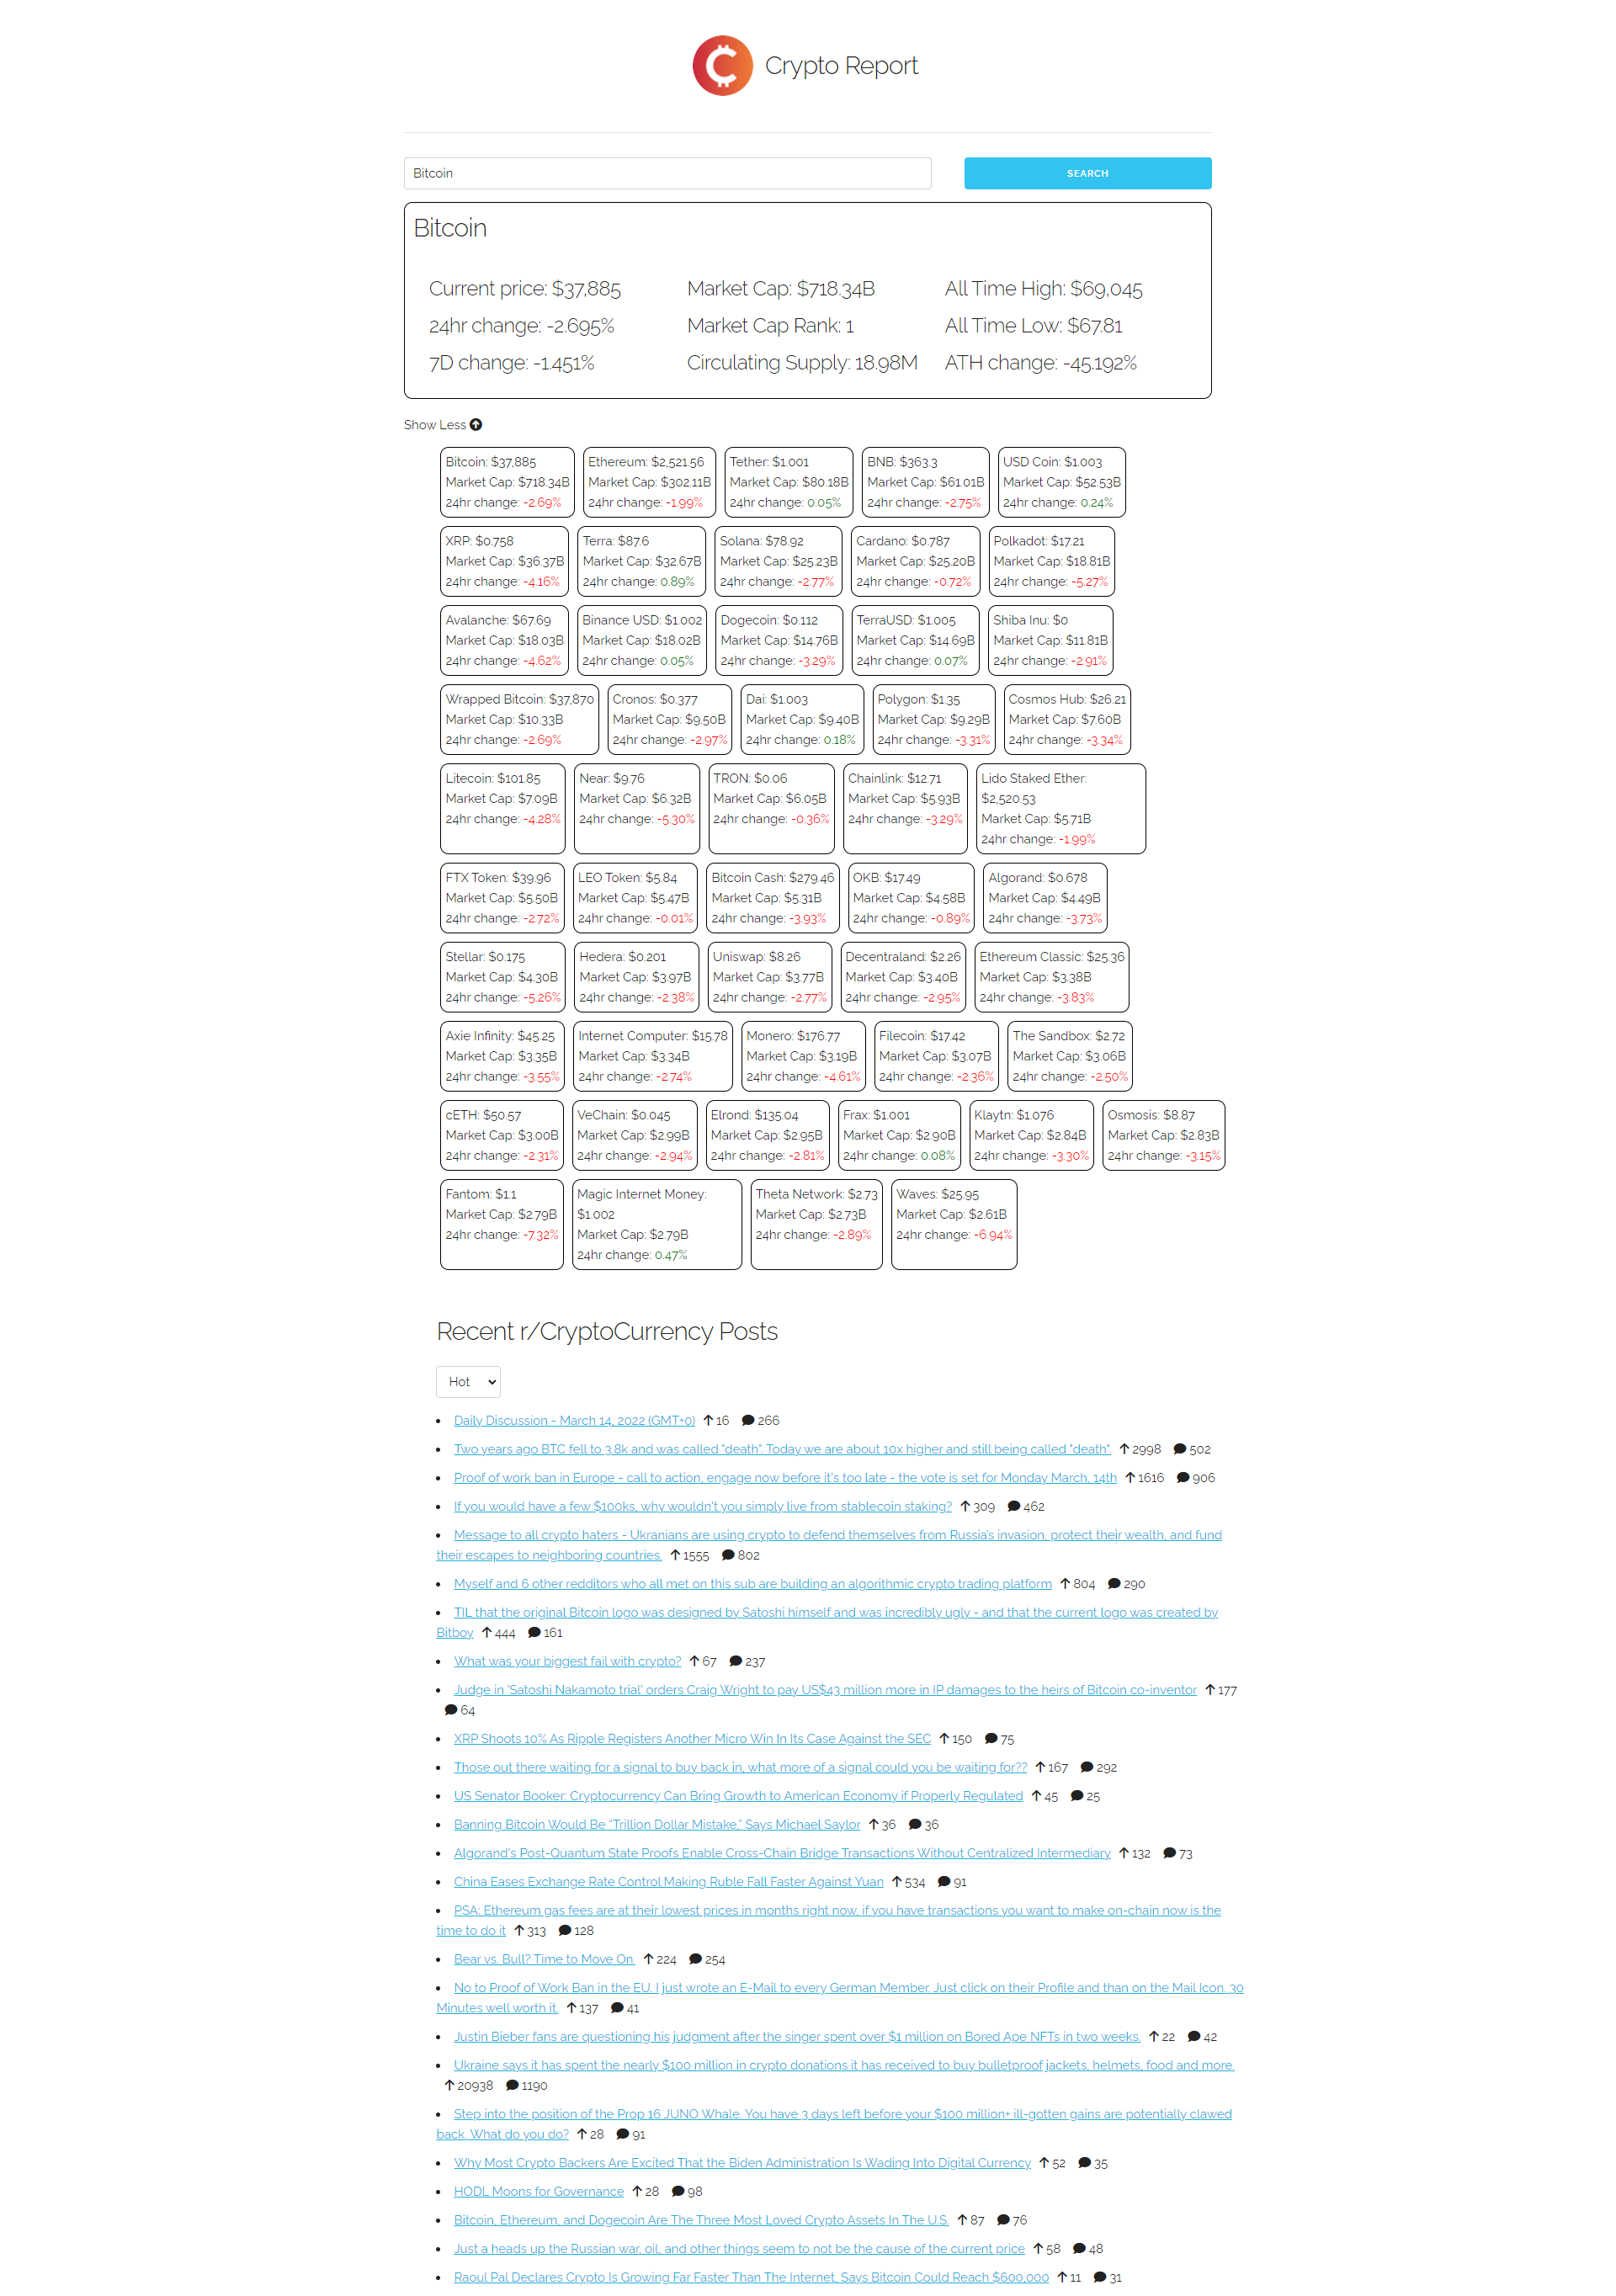 Crypto Report
Bitcoin
SEARCH
Bitcoin
Current price: $37,885
Market Cap: $718.34B
All Time High: $69,045
24hr change: -2.695%
Market Cap Rank: 1
All Time Low: $67.81
7D change: -1.451%
Circulating Supply: 18.98M
ATH change: -45.192%
Show Less
Bitcoin: $37,885
Market Cap: $718.34B
24hr change: -2.69%
Ethereum: $2,521.56
Market Cap: $302.11B
24hr change: -1.99%
Tether: $1.001
Market Cap: $80.18B
24hr change: 0.05%
BNB: $363.3
Market Cap: $61.01B
24hr change: -2.75%
USD Coin: $1.003
Market Cap: $52.53B
24hr change: 0.24%
XRP: $0.758
Market Cap: $36.37B
24hr change: -4.16%
Terra: $87.6
Market Cap: $32.67B
24hr change: 0.89%
Solana: $78.92
Market Cap: $25.23B
24hr change: -2.77%
Cardano: $0.787
Market Cap: $25.20B
24hr change: -0.72%
Polkadot: $17.21
Market Cap: $18.81B
24hr change: -5.27%
Avalanche: $67.69
Market Cap: $18.03B
24hr change: -4.62%
Binance USD: $1.002
Market Cap: $18.02B
24hr change: 0.05%
Dogecoin: $0.112
Market Cap: $14.76B
24hr change: -3.29%
TerraUSD: $1.005
Market Cap: $14.69B
24hr change: 0.07%
Shiba Inu: $0
Market Cap: $11.81B
24hr change: -2.91%
Wrapped Bitcoin: $37,870
Market Cap: $10.33B
24hr change: -2.69%
Cronos: $0.377
Market Cap: $9.50B
24hr change: -2.97%
Dai: $1.003
Market Cap: $9.40B
24hr change: 0.18%
Polygon: $1.35
Market Cap: $9.29B
24hr change: -3.31%
Cosmos Hub: $26.21
Market Cap: $7.60B
24hr change: -3.34%
Litecoin: $101.85
Market Cap: $7.09B
24hr change: -4.28%
Near: $9.76
Market Cap: $6.32B
24hr change: -5.30%
TRON: $0.06
Market Cap: $6.05B
24hr change: -0.36%
Chainlink: $12.71
Market Cap: $5.93B
24hr change: -3.29%
Lido Staked Ether:
$2,520.53
Market Cap: $5.71B
24hr change: -1.99%
FTX Token: $39.96
Market Cap: $5.50B
24hr change: -2.72%
LEO Token: $5.84
Market Cap: $5.47B
24hr change: -0.01%
Bitcoin Cash: $279.46
Market Cap: $5.31B
24hr change: -3.93%
OKB: $17.49
Market Cap: $4.58B
24hr change: -0.89%
Algorand: $0.678
Market Cap: $4.49B
24hr change: -3.73%
Stellar: $0.175
Market Cap: $4.30B
24hr change: -5.26%
Hedera: $0.201
Market Cap: $3.97B
24hr change: -2.38%
Uniswap: $8.26
Market Cap: $3.77B
24hr change: -2.77%
Decentraland: $2.26
Market Cap: $3.40B
24hr change: -2.95%
Ethereum Classic: $25.36
Market Cap: $3.38B
24hr change: -3.83%
Axie Infinity: $45.25
Market Cap: $3.35B
24hr change: -3.55%
Internet Computer: $15.78
Market Cap: $3.34B
24hr change: -2.74%
Monero: $176.77
Market Cap: $3.19B
24hr change: -4.61%
Filecoin: $17.42
Market Cap: $3.07B
24hr change: -2.36%
The Sandbox: $2.72
Market Cap: $3.06B
24hr change: -2.50%
cETH: $50.57
Market Cap: $3.00B
24hr change: -2.31%
VeChain: $0.045
Market Cap: $2.99B
24hr change: -2.94%
Elrond: $135.04
Market Cap: $2.95B
24hr change: -2.81%
Frax: $1.001
Market Cap: $2.90B
24hr change: 0.08%
Klaytn: $1.076
Market Cap: $2.84B
24hr change: -3.30%
Osmosis: $8.87
Market Cap: $2.83B
24hr change: -3.15%
Fantom: $1.1
Market Cap: $2.79B
24hr change: -7.32%
Magic Internet Money:
$1.002
Market Cap: $2.79B
24hr change: 0.47%
Theta Network: $2.73
Market Cap: $2.73B
24hr change: -2.89%
Waves: $25.95
Market Cap: $2.61B
24hr change: -6.94%
Recent r/CryptoCurrency Posts
Hot
Daily Discussion - March 14, 2022 (GMT+0) 16 266
Two years ago BTC fell to 3.8k and was called "death". Today we are about 10x higher and still being called "death". 2998 502
Proof of work ban in Europe - call to action, engage now before it's too late - the vote is set for Monday March, 14th 1616 906
If you would have a few $100ks, why wouldn't you simply live from stablecoin staking? 309 462
Message to all crypto haters - Ukranians are using crypto to defend themselves from Russia's invasion, protect their wealth, and fund
their escapes to neighboring countries. 1555 802
Myself and 6 other redditors who all met on this sub are building an algorithmic crypto trading platform 804 290
TIL that the original Bitcoin logo was designed by Satoshi himself and was incredibly ugly - and that the current logo was created by
Bitboy 444 161
What was your biggest fail with crypto? 67 237
Judge in 'Satoshi Nakamoto trial' orders Craig Wright to pay US$43 million more in IP damages to the heirs of Bitcoin co-inventor 177
64
XRP Shoots 10% As Ripple Registers Another Micro Win In Its Case Against the SEC 150 75
Those out there waiting for a signal to buy back in, what more of a signal could you be waiting for?? 167 292
US Senator Booker: Cryptocurrency Can Bring Growth to American Economy if Properly Regulated 45 25
Banning Bitcoin Would Be "Trillion Dollar Mistake," Says Michael Saylor 36 36
Algorand's Post-Quantum State Proofs Enable Cross-Chain Bridge Transactions Without Centralized Intermediary 132 73
China Eases Exchange Rate Control Making Ruble Fall Faster Against Yuan 534 91
PSA: Ethereum gas fees are at their lowest prices in months right now, if you have transactions you want to make on-chain now is the
time to do it 313 128
Bear vs. Bull? Time to Move On. 224 254
No to Proof of Work Ban in the EU. I just wrote an E-Mail to every German Member. Just click on their Profile and than on the Mail Icon. 30
Minutes well worth it. 137 41
Justin Bieber fans are questioning his judgment after the singer spent over $1 million on Bored Ape NFTs in two weeks. 22 42
Ukraine says it has spent the nearly $100 million in crypto donations it has received to buy bulletproof jackets, helmets, food and more.
20938 1190
Step into the position of the Prop 16 JUNO Whale. You have 3 days left before your $100 million+ ill-gotten gains are potentially clawed
back. What do you do? 28 91
Why Most Crypto Backers Are Excited That the Biden Administration Is Wading Into Digital Currency 52 35
HODL Moons for Governance 28 98
Bitcoin, Ethereum, and Dogecoin Are The Three Most Loved Crypto Assets In The U.S. 87 76
Just a heads up the Russian war, oil, and other things seem to not be the cause of the current price 58 48
Raoul Pal Declares Crypto Is Growing Far Faster Than The Internet, Says Bitcoin Could Reach $600,000 11 31